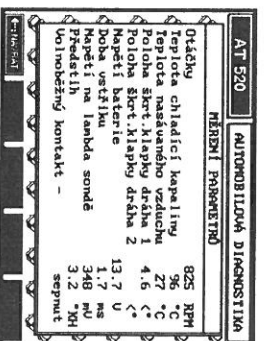 AT 520
AUTOMOBILOVÁ DIAGNOSTIKA
MĚRENÍ PARAMETRŮ
Otáčky 825 RPM
Teplota chladící kapaliny 96 °C
Teplota nasávaného vzduchu 27 °C
Poloha škrt.klapky dráha 1 4.6 <°
Poloha škrt.klapky dráha 2 <°
Napětí baterie 13.7 V
Doba vstřiku 1.7 ms
Napětí na lambda sondě 348 mV
Předstih 3.2 °KH
Volnoběžný kontakt - sepnut
←:NÁVRAT